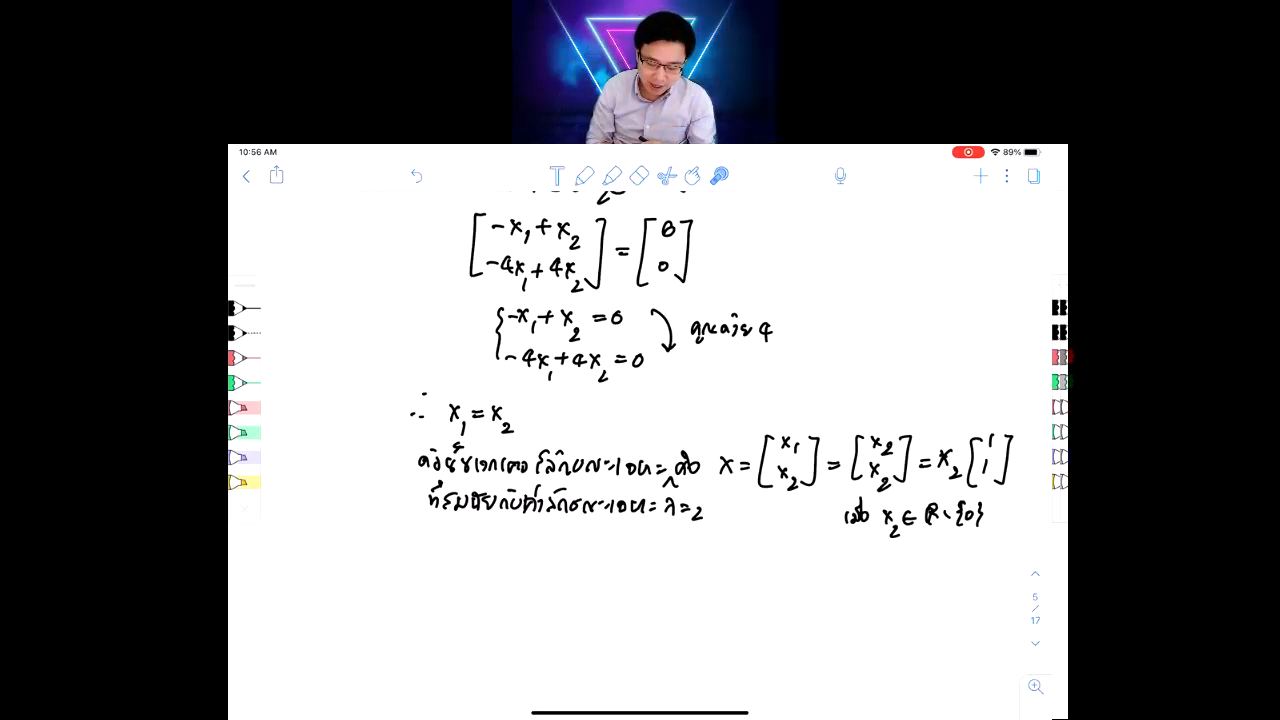 10:56 AM
89%
[-x₁ + x₂
-4x₁ + 4x₂] = [0
0]
{-x₁ + x₂ = 0
-4x₁ + 4x₂ = 0
คูณด้วย 4
∴ x₁ = x₂
ดังนั้นเวกเตอร์ลักษณะเฉพาะ คือ x = [x₁ x₂] = [x₂ x₂] = x₂ [1 1]
ที่สมนัยกับค่าลักษณะเฉพาะ λ = 2
เมื่อ x₂ ∈ R \ {0}
5
/
17